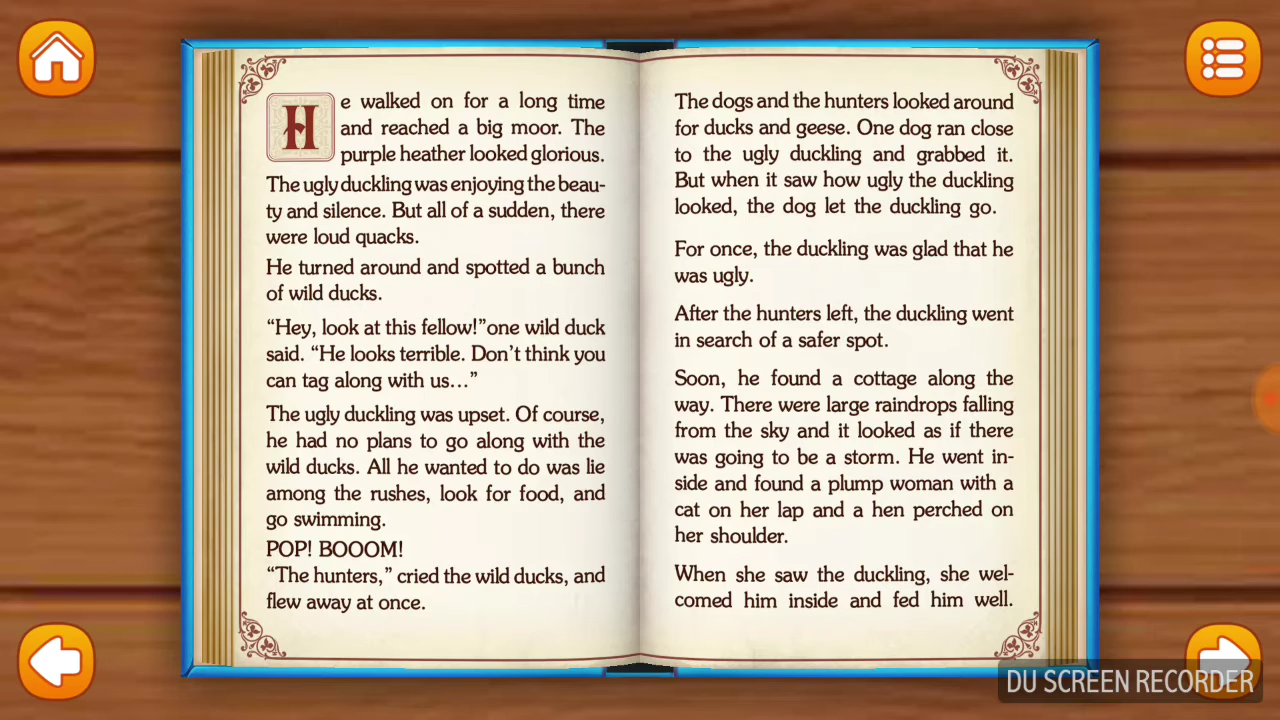 He walked on for a long time
and reached a big moor. The
purple heather looked glorious.
The ugly duckling was enjoying the beau-
ty and silence. But all of a sudden, there
were loud quacks.
He turned around and spotted a bunch
of wild ducks.
“Hey, look at this fellow!”one wild duck
said. “He looks terrible. Don’t think you
can tag along with us...”
The ugly duckling was upset. Of course,
he had no plans to go along with the
wild ducks. All he wanted to do was lie
among the rushes, look for food, and
go swimming.
POP! BOOOM!
“The hunters,” cried the wild ducks, and
flew away at once.
The dogs and the hunters looked around
for ducks and geese. One dog ran close
to the ugly duckling and grabbed it.
But when it saw how ugly the duckling
looked, the dog let the duckling go.
For once, the duckling was glad that he
was ugly.
After the hunters left, the duckling went
in search of a safer spot.
Soon, he found a cottage along the
way. There were large raindrops falling
from the sky and it looked as if there
was going to be a storm. He went in-
side and found a plump woman with a
cat on her lap and a hen perched on
her shoulder.
When she saw the duckling, she wel-
comed him inside and fed him well.
DU SCREEN RECORDER